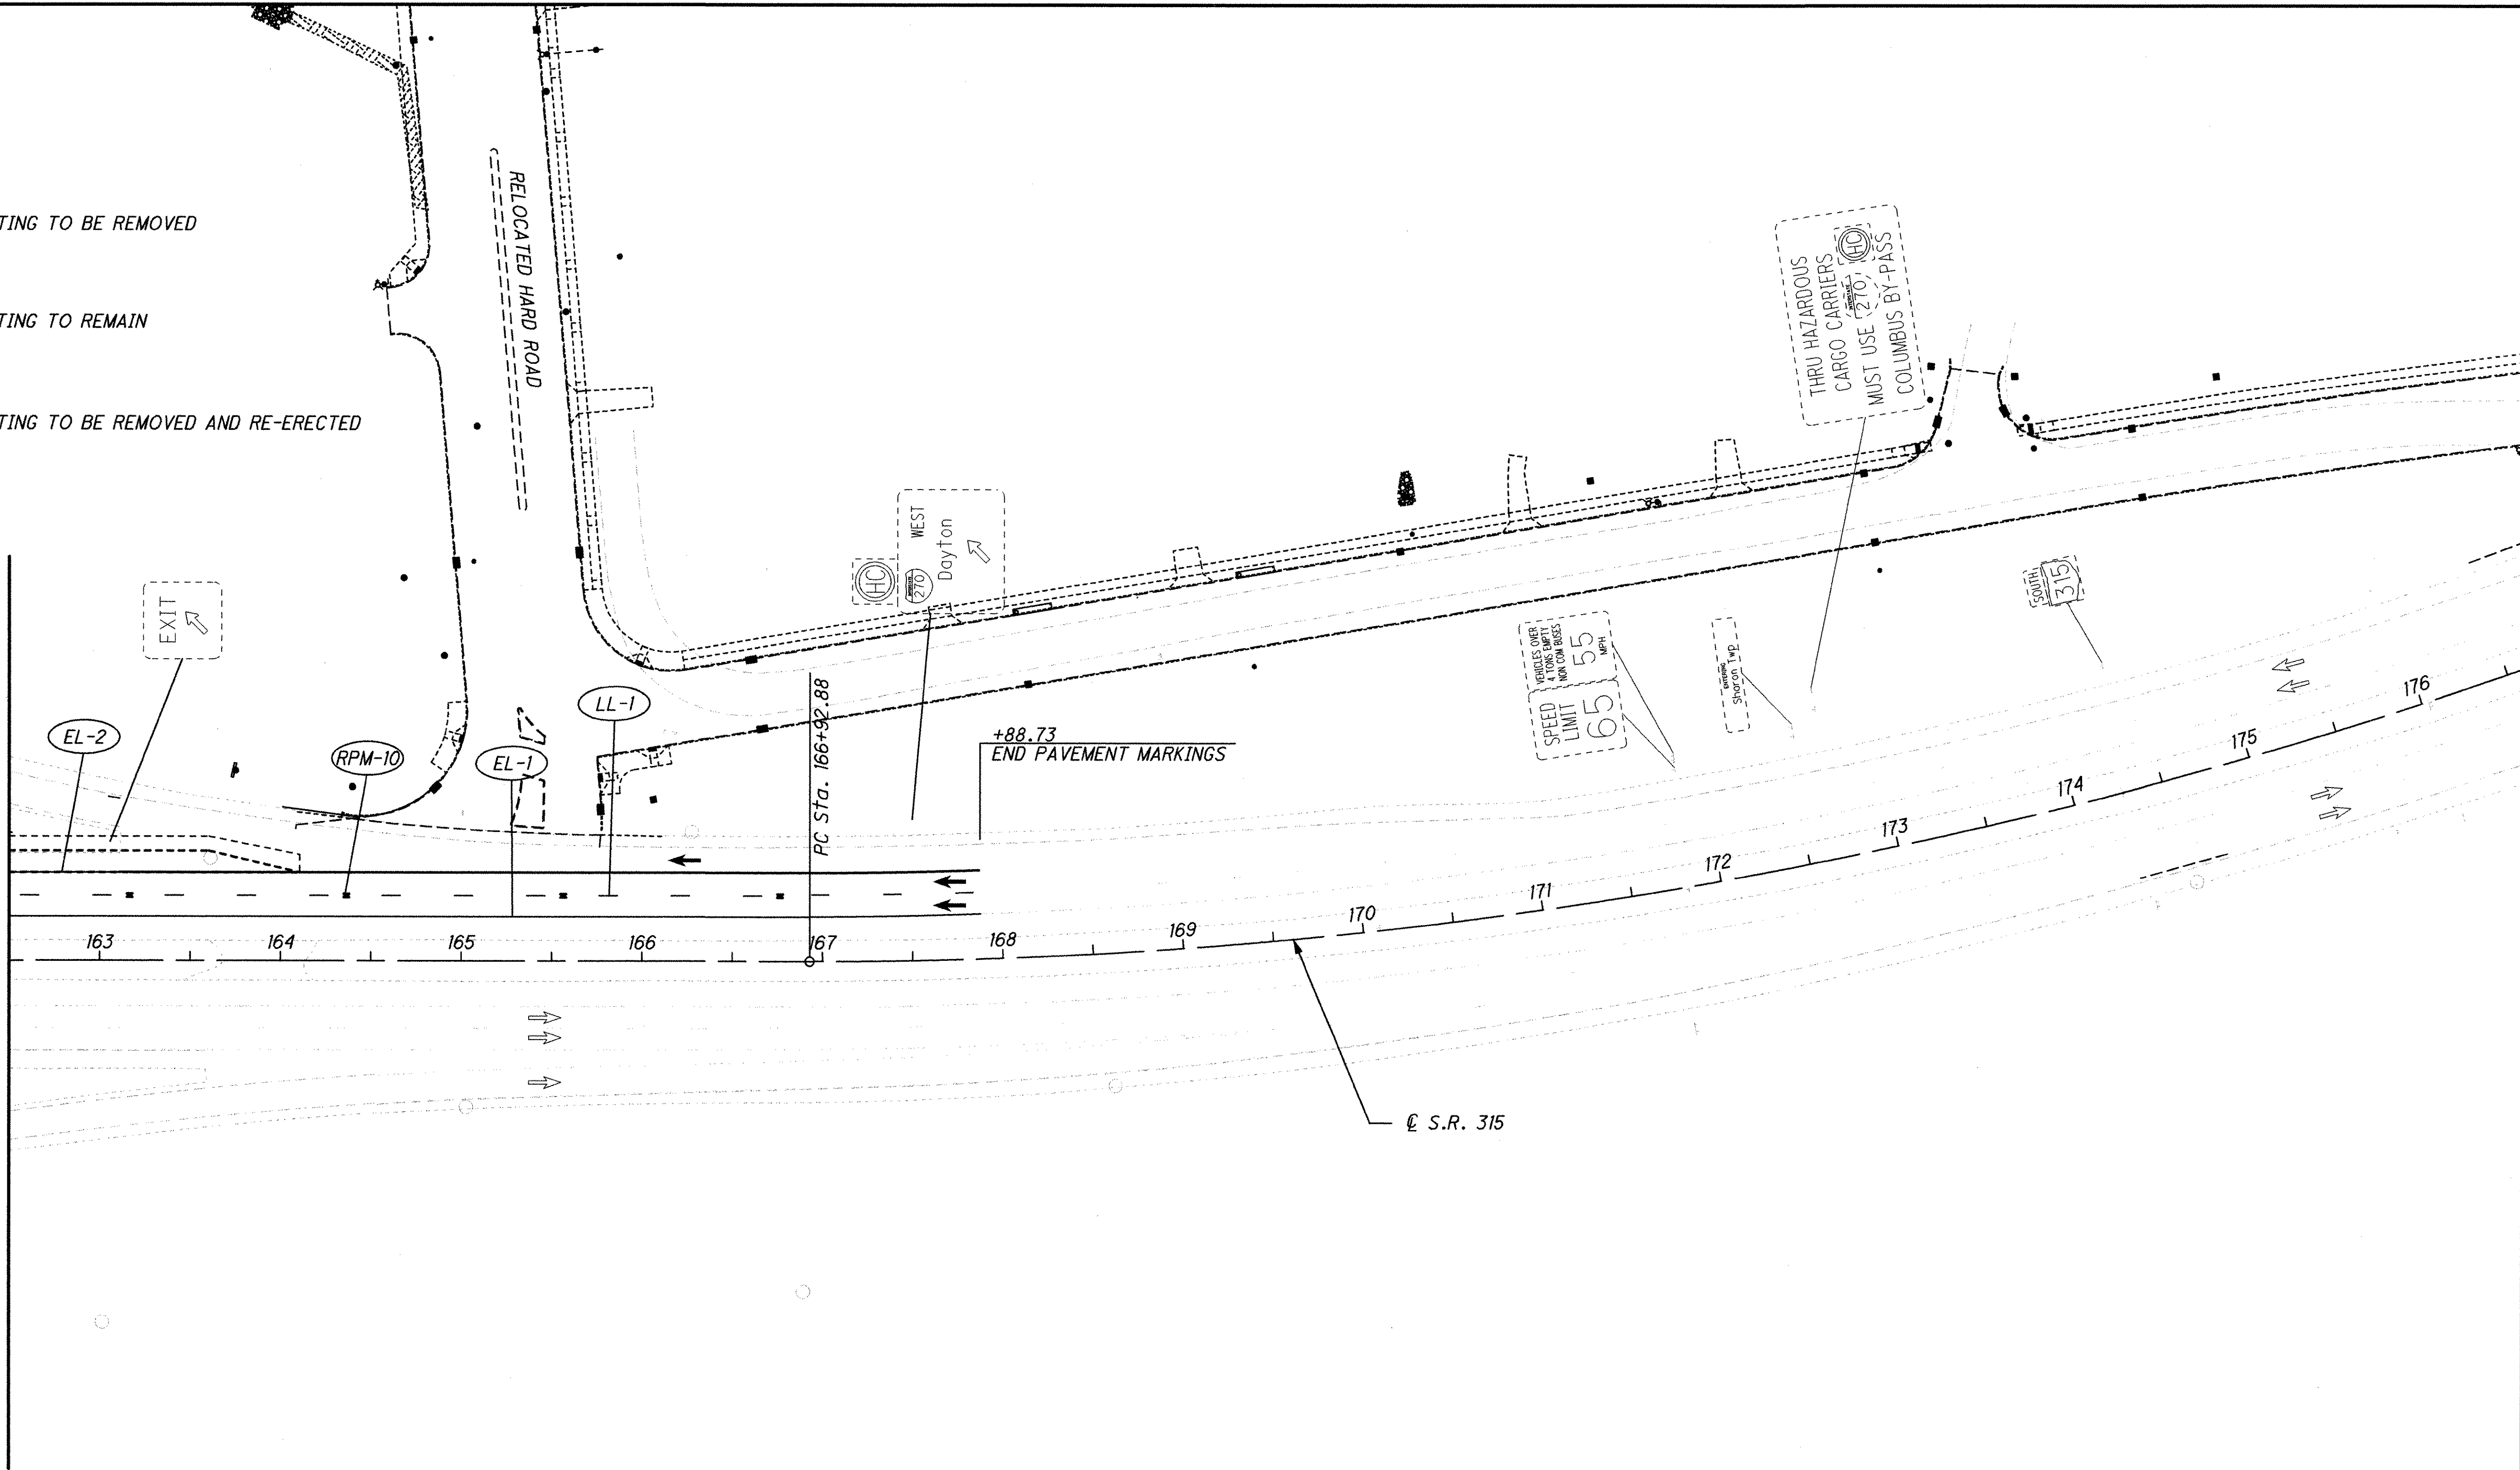 TING TO BE REMOVED
TING TO REMAIN
TING TO BE REMOVED AND RE-ERECTED
RELOCATED HARD ROAD
THRU HAZARDOUS
CARGO CARRIERS
MUST USE INTERSTATE 270 HC
COLUMBUS BY-PASS
HC
WEST
270
Dayton
EXIT
SPEED
LIMIT
65
VEHICLES OVER
4 TONS EMPTY
NON COM BUSES
55
MPH
ENTERING
Sharon Twp
SOUTH
315
EL-2
RPM-10
EL-1
LL-1
PC Sta. 166+92.88
+88.73
END PAVEMENT MARKINGS
163
164
165
166
167
168
169
170
171
172
173
174
175
176
℄ S.R. 315